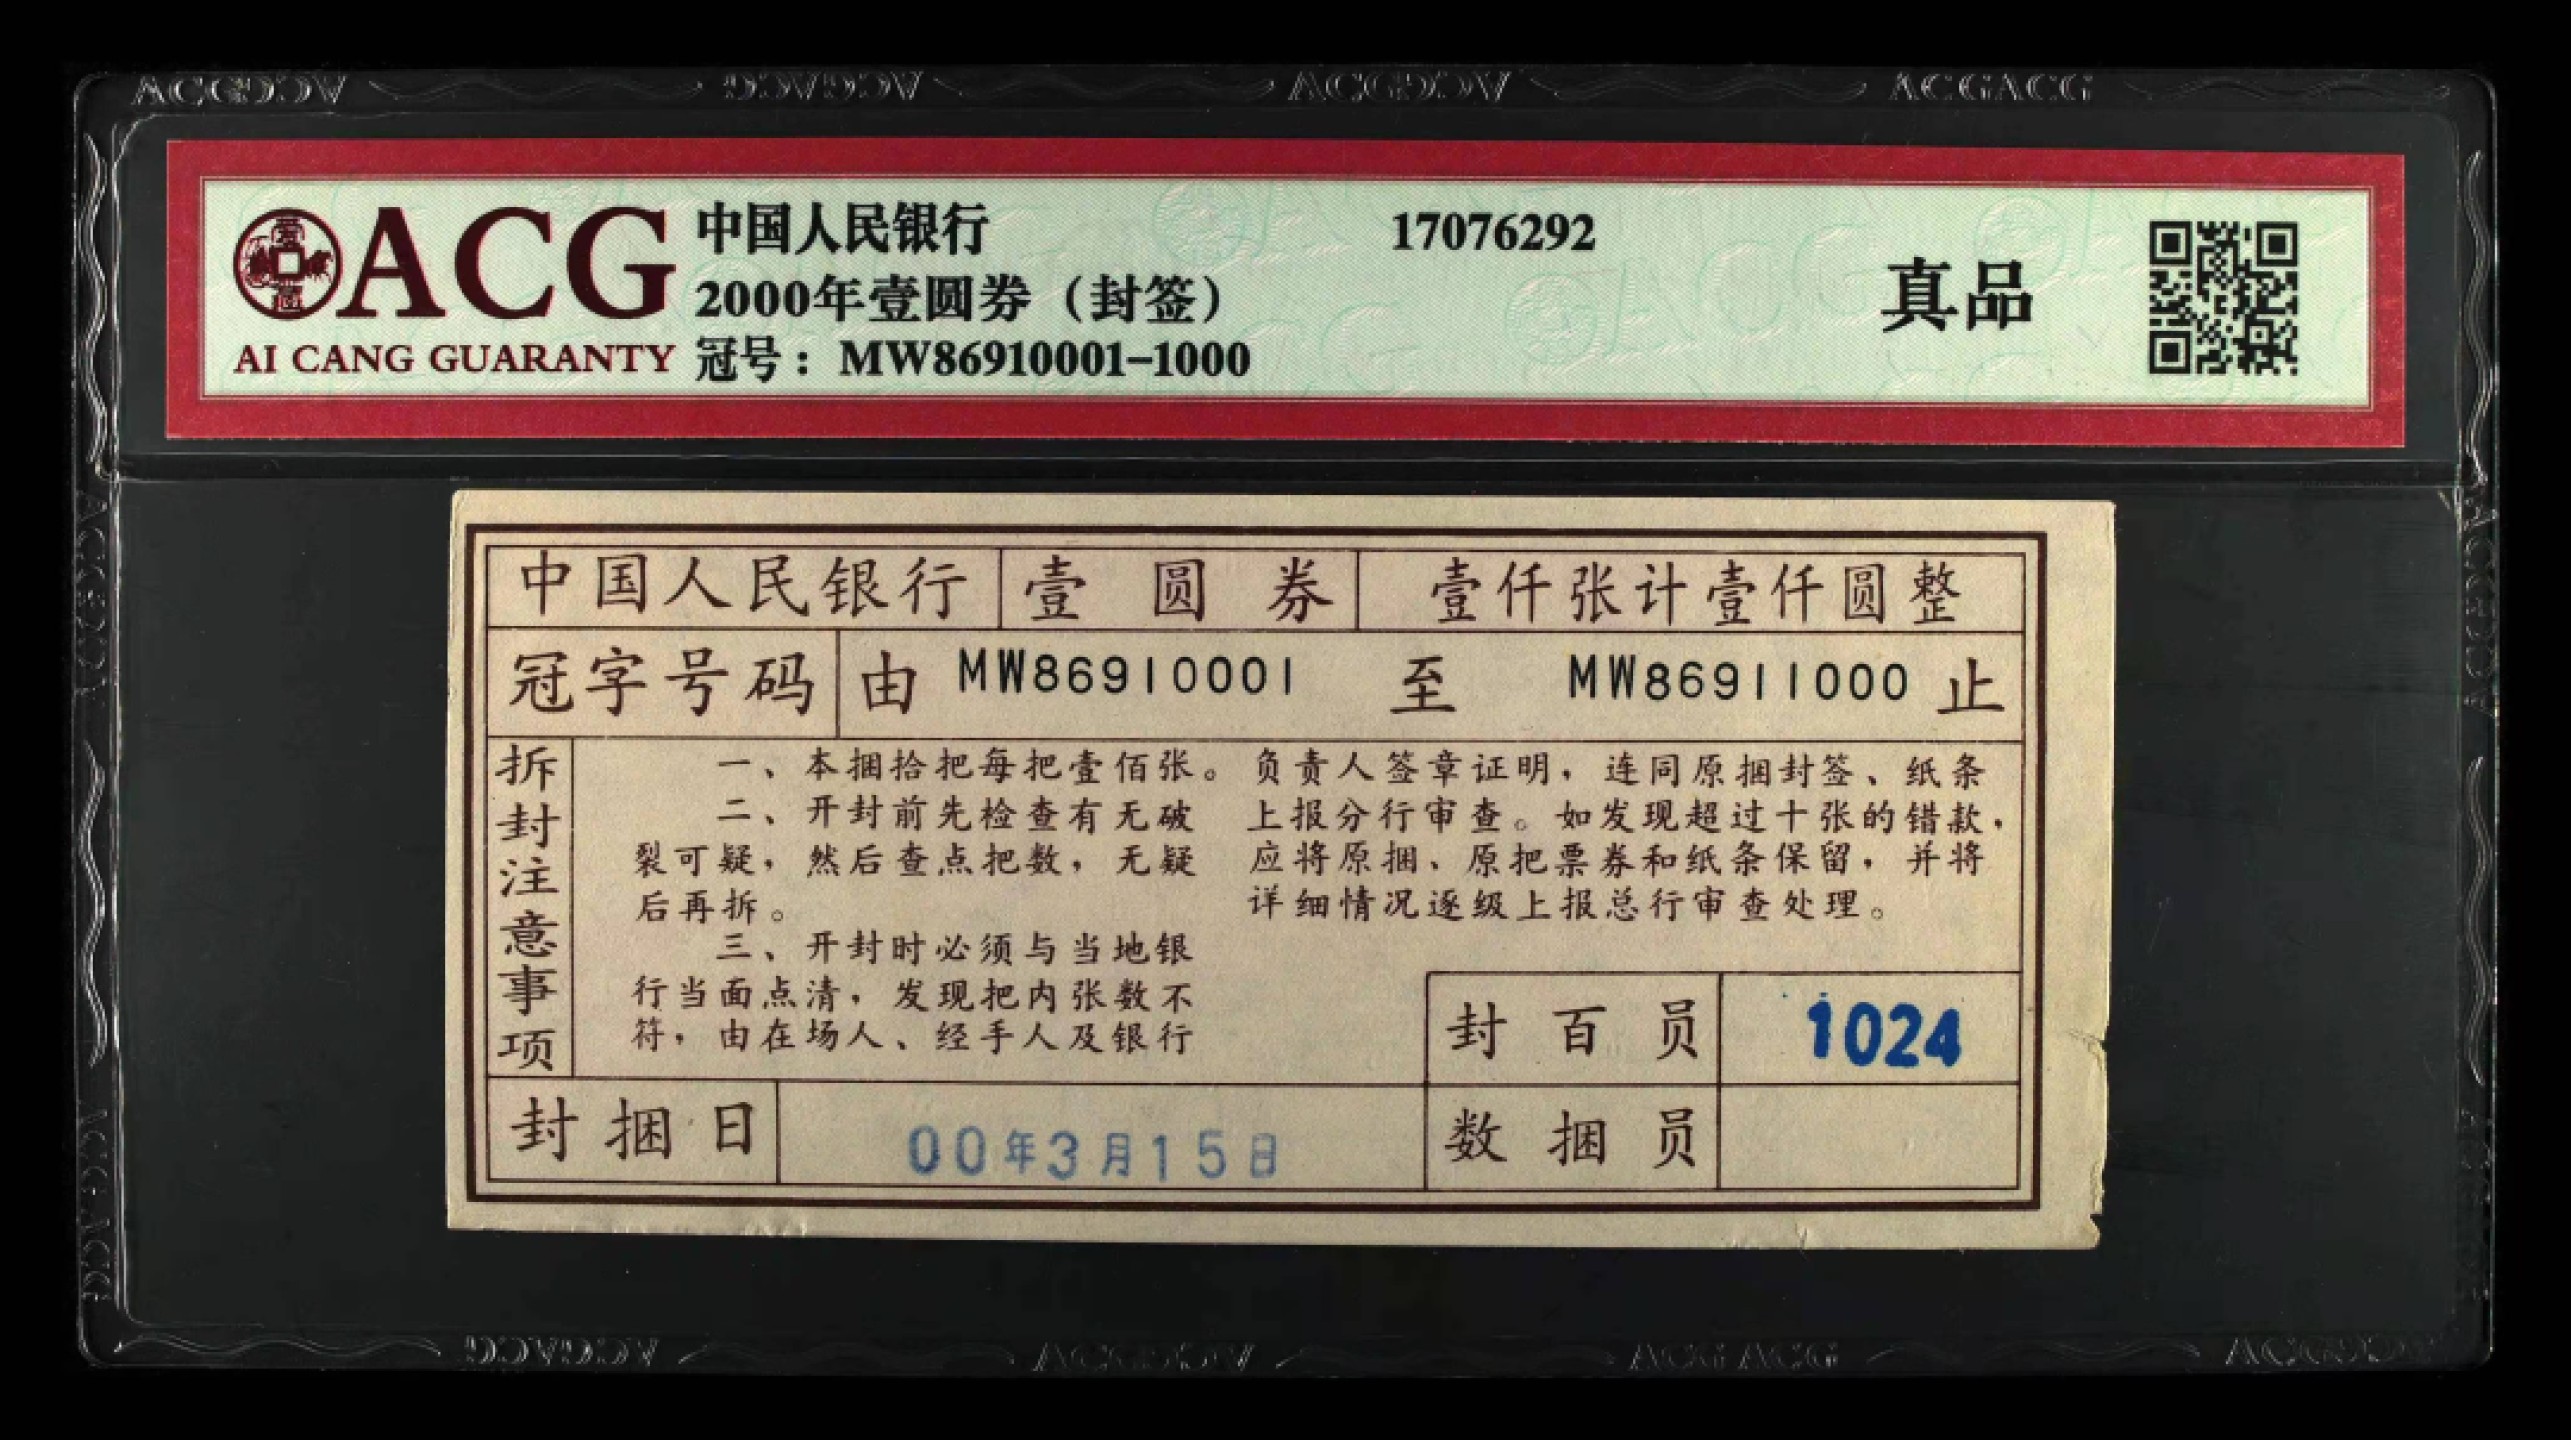 ACG
AI CANG GUARANTY
中国人民银行
17076292
2000年壹圆券（封签）
冠号：MW86910001-1000
真品
中国人民银行 壹圆券 壹仟张计壹仟圆整
冠字号码 由 MW86910001 至 MW86911000 止
拆封注意事项
一、本捆拾把每把壹佰张。
二、开封前先检查有无破
裂可疑，然后查点把数，无疑
后再拆。
三、开封时必须与当地银
行当面点清，发现把内张数不
符，由在场人、经手人及银行
负责人签章证明，连同原捆封签、纸条
上报分行审查。如发现超过十张的错款，
应将原捆、原把票券和纸条保留，并将
详细情况逐级上报总行审查处理。
封百员 1024
封捆日 00年3月15日
数捆员